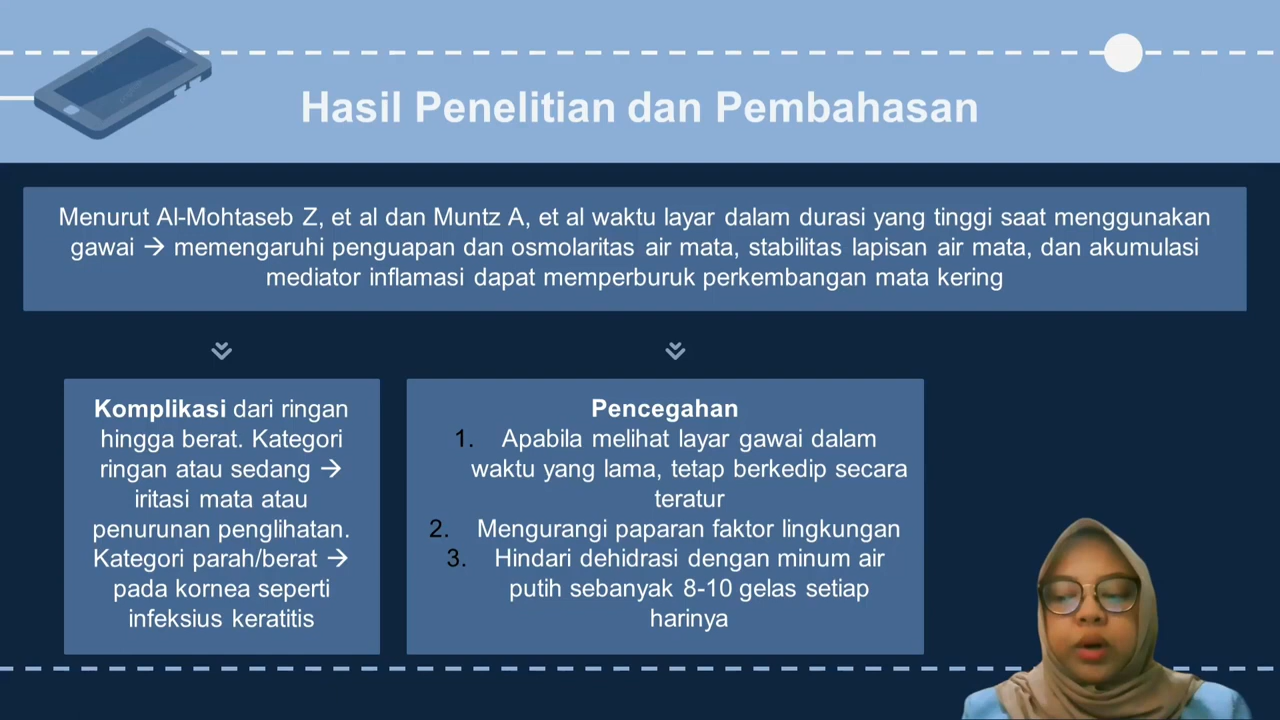 Hasil Penelitian dan Pembahasan
Menurut Al-Mohtaseb Z, et al dan Muntz A, et al waktu layar dalam durasi yang tinggi saat menggunakan
gawai → memengaruhi penguapan dan osmolaritas air mata, stabilitas lapisan air mata, dan akumulasi
mediator inflamasi dapat memperburuk perkembangan mata kering
Komplikasi dari ringan
hingga berat. Kategori
ringan atau sedang →
iritasi mata atau
penurunan penglihatan.
Kategori parah/berat →
pada kornea seperti
infeksius keratitis
Pencegahan
1. Apabila melihat layar gawai dalam
waktu yang lama, tetap berkedip secara
teratur
2. Mengurangi paparan faktor lingkungan
3. Hindari dehidrasi dengan minum air
putih sebanyak 8-10 gelas setiap
harinya